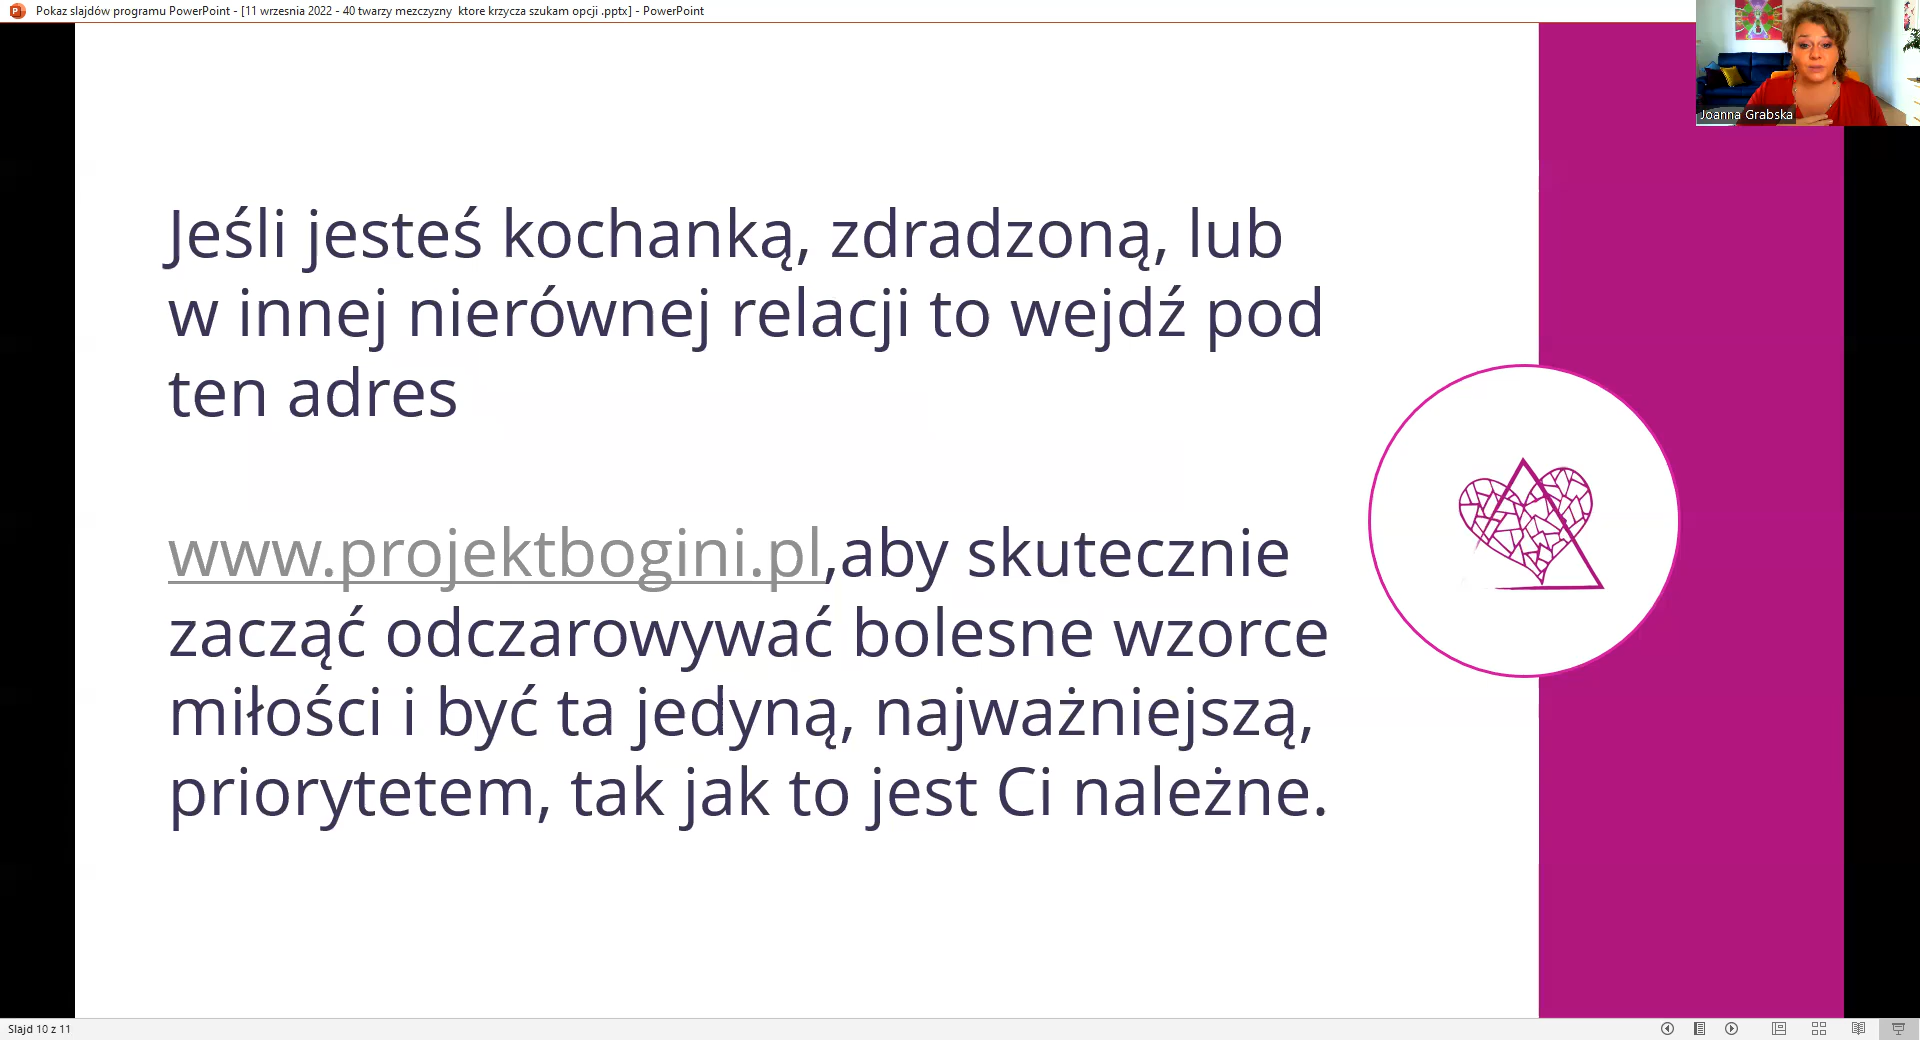 Pokaz slajdów programu PowerPoint - [11 wrzesnia 2022 - 40 twarzy mezczyzny  ktore krzycza szukam opcji .pptx] - PowerPoint
Joanna Grabska
Jeśli jesteś kochanką, zdradzoną, lub
w innej nierównej relacji to wejdź pod
ten adres
www.projektbogini.pl,aby skutecznie
zacząć odczarowywać bolesne wzorce
miłości i być ta jedyną, najważniejszą,
priorytetem, tak jak to jest Ci należne.
Slajd 10 z 11